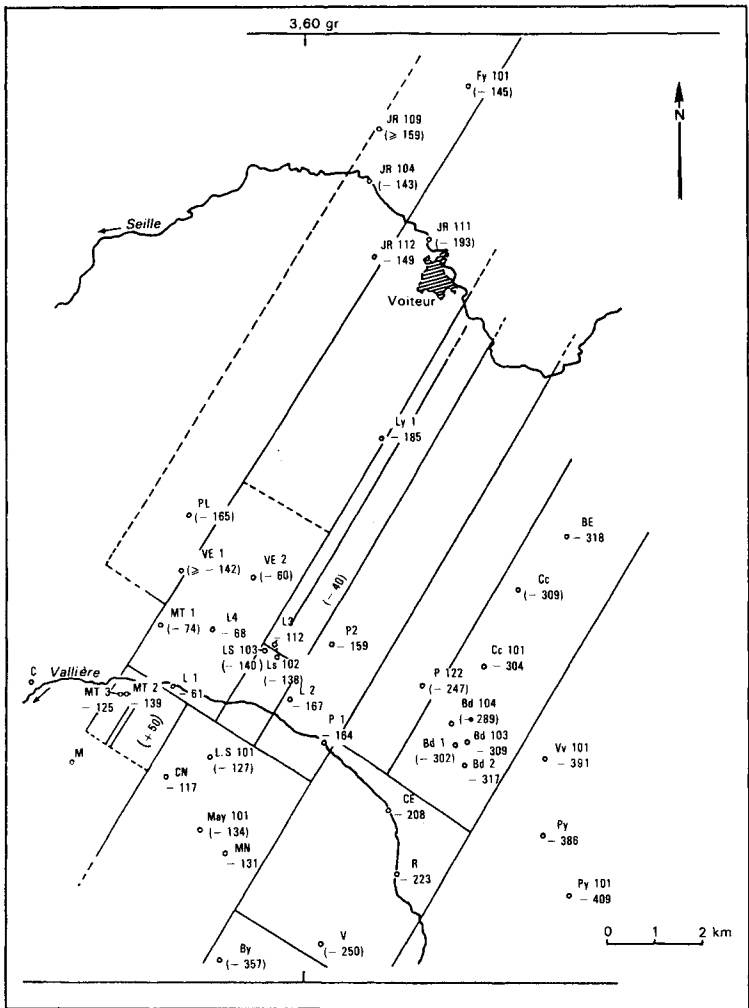 3,60 gr
Fy 101
(– 145)
N
JR 109
(⩾ 159)
JR 104
(– 143)
Seille
JR 111
(– 193)
JR 112
– 149
Voiteur
Ly 1
– 185
PL
(– 165)
BE
– 318
VE 1
(⩾ – 142)
VE 2
(– 60)
Cc
(– 309)
(– 40)
MT 1
(– 74)
L4
– 68
L3
– 112
P2
– 159
LS 103
(– 140)
Ls 102
(– 138)
Cc 101
– 304
C
Vallière
L 1
– 61
P 122
(– 247)
MT 3
– 125
MT 2
– 139
L 2
– 167
Bd 104
(– 289)
P 1
– 164
(+ 50)
Bd 103
– 309
Bd 1
(– 302)
M
L.S 101
(– 127)
Bd 2
– 317
Vv 101
– 391
CN
– 117
CE
– 208
May 101
(– 134)
MN
– 131
Py
– 386
R
– 223
Py 101
– 409
V
(– 250)
By
(– 357)
0 1 2 km